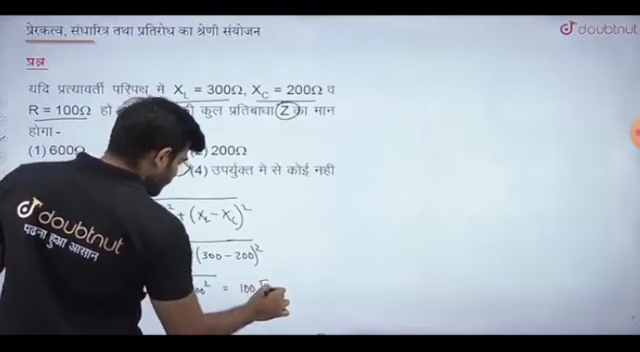 प्रेरकत्व, संधारित्र तथा प्रतिरोध का श्रेणी संयोजन
doubtnut
प्रश्न
यदि प्रत्यावर्ती परिपथ में X_L = 300Ω, X_C = 200Ω व
R = 100Ω हो की कुल प्रतिबाधा Z का मान
होगा-
(1) 600Ω 200Ω
(4) उपर्युक्त में से कोई नहीं
+ (X_L - X_C)²
(300 - 200)²
= 100
doubtnut
पढना हुआ आसान